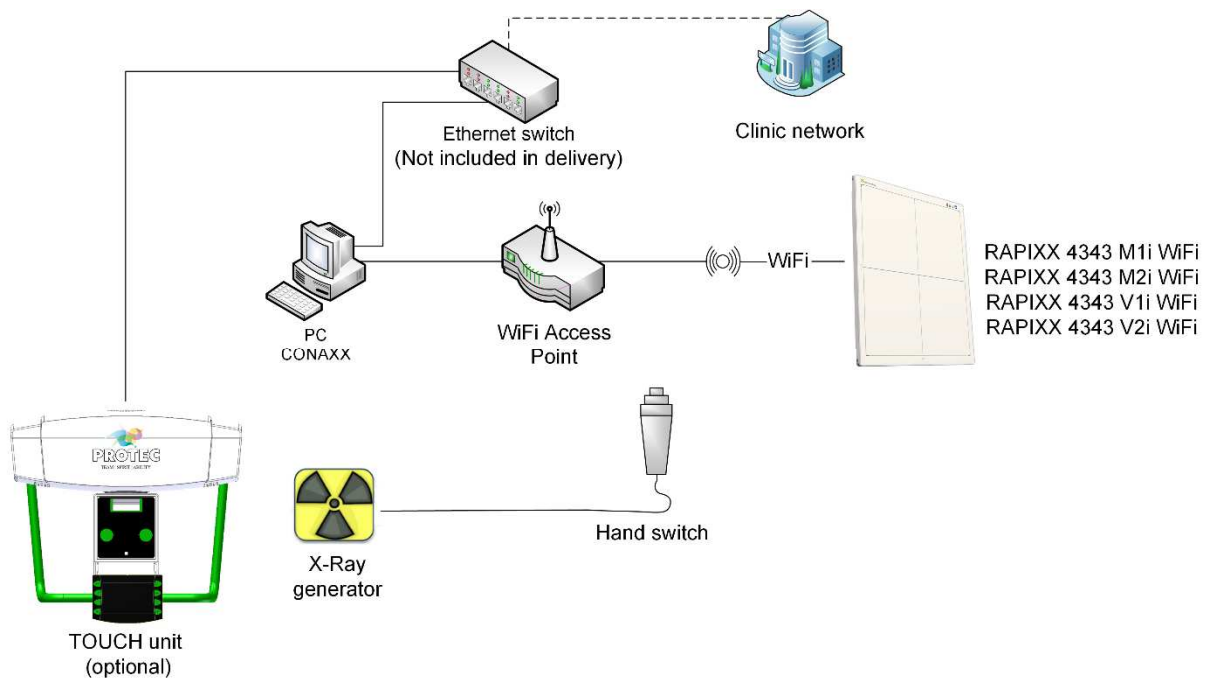 Ethernet switch
(Not included in delivery)
Clinic network
PC
CONAXX
WiFi Access
Point
WiFi
RAPIXX 4343 M1i WiFi
RAPIXX 4343 M2i WiFi
RAPIXX 4343 V1i WiFi
RAPIXX 4343 V2i WiFi
PROTEC
X-Ray
generator
Hand switch
TOUCH unit
(optional)